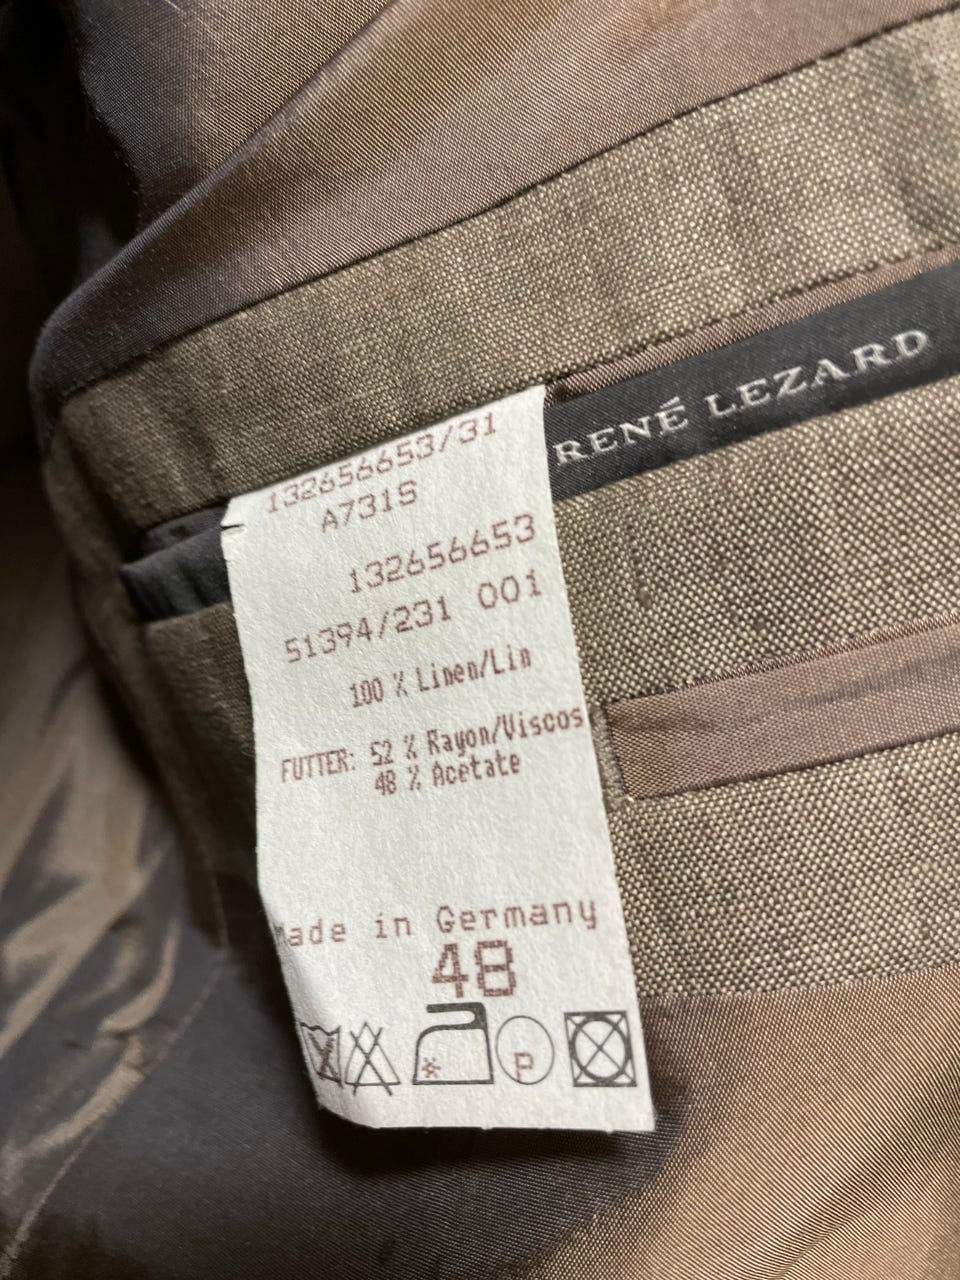 RENÉ LEZARD
132656653/31
A731S
132656653
51394/231 001
100 % Linen/Lin
FUTTER: 52 % Rayon/Viscos
48 % Acetate
Made in Germany
48
P